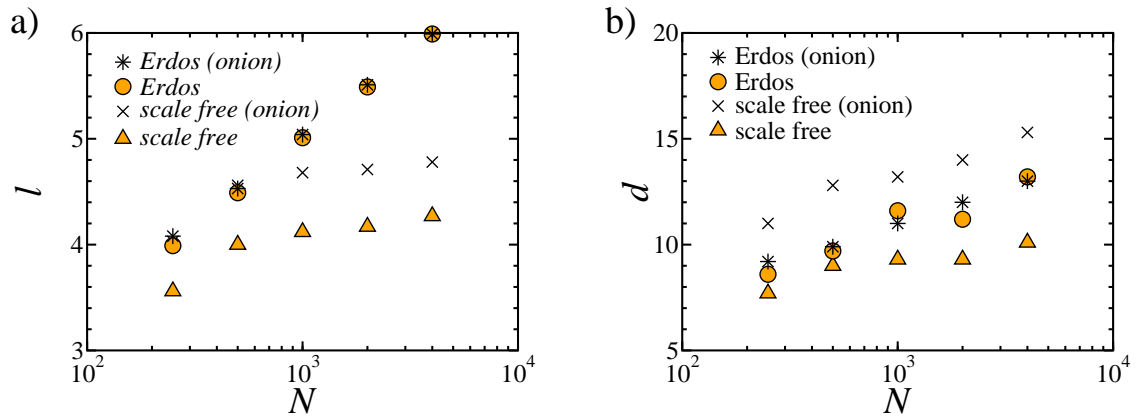 a)
6
5
4
3
l
Erdos (onion)
Erdos
scale free (onion)
scale free
10^2
10^3
10^4
N
b)
20
15
10
5
d
Erdos (onion)
Erdos
scale free (onion)
scale free
10^2
10^3
10^4
N